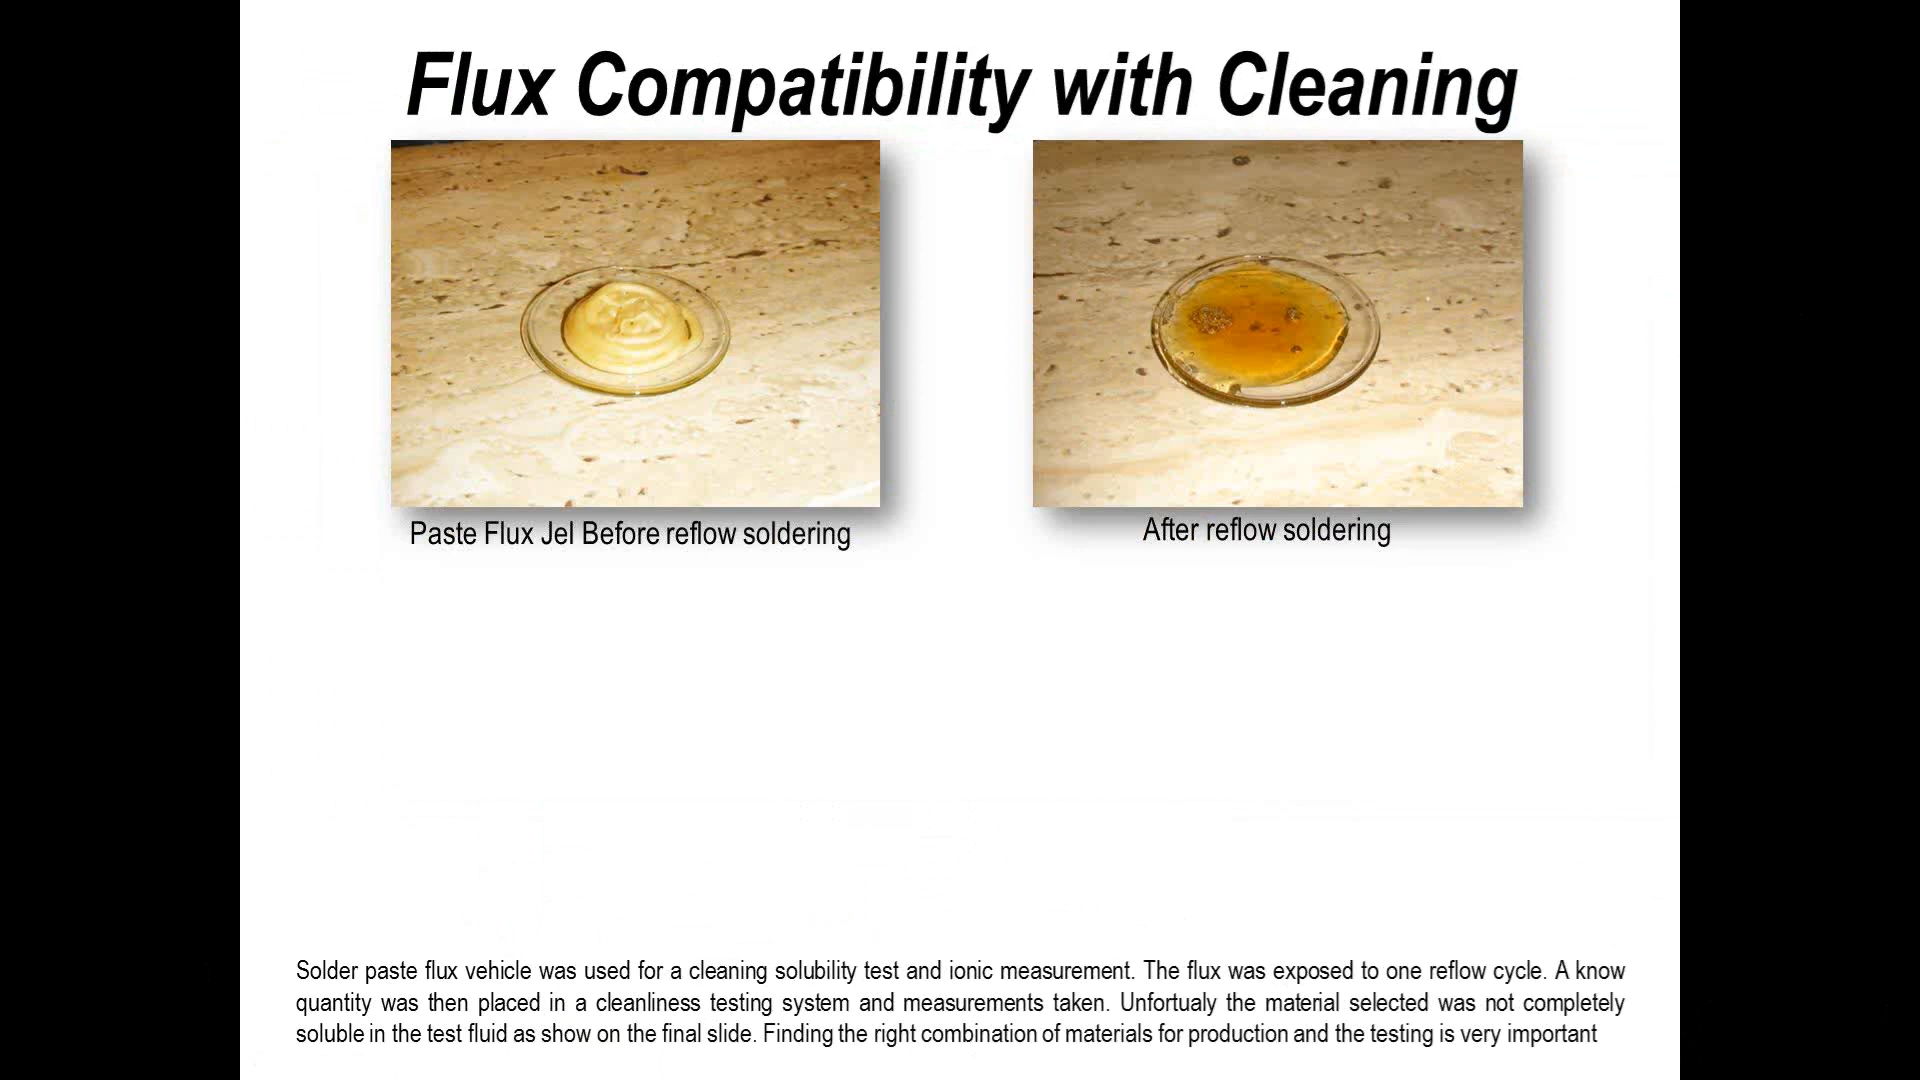 Flux Compatibility with Cleaning
Paste Flux Jel Before reflow soldering
After reflow soldering
Solder paste flux vehicle was used for a cleaning solubility test and ionic measurement. The flux was exposed to one reflow cycle. A know
quantity was then placed in a cleanliness testing system and measurements taken. Unfortualy the material selected was not completely
soluble in the test fluid as show on the final slide. Finding the right combination of materials for production and the testing is very important